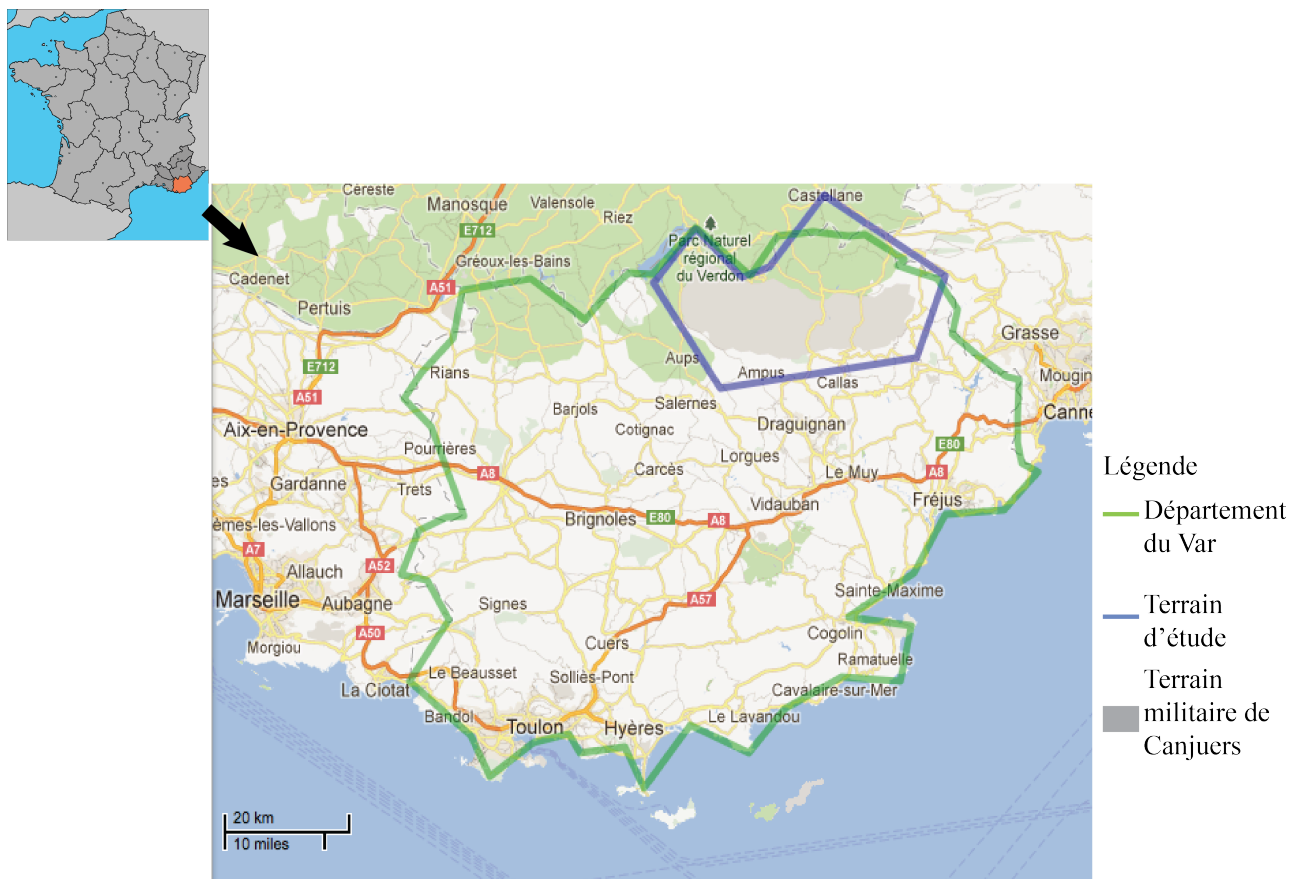 Céreste
Castellane
Manosque
Valensole
Riez
E712
Parc Naturel
régional
du Verdon
Gréoux-les-Bains
Cadenet
A51
Pertuis
Grasse
Aups
E712
Rians
Ampus
Callas
Mougin
A51
Salernes
Barjols
Canne
Aix-en-Provence
Cotignac
Draguignan
E80
Pourrières
Lorgues
Légende
A8
Carcès
Le Muy
A8
es
Gardanne
Trets
Fréjus
Vidauban
Département
du Var
èmes-les-Vallons
Brignoles
E80
A8
A7
A52
Allauch
Sainte-Maxime
Marseille
Aubagne
Signes
A57
Terrain
d’étude
A50
Cogolin
Morgiou
Cuers
Ramatuelle
Le Beausset
Solliès-Pont
Terrain
militaire de
Canjuers
La Ciotat
Cavalaire-sur-Mer
Bandol
Toulon
Hyères
Le Lavandou
20 km
10 miles